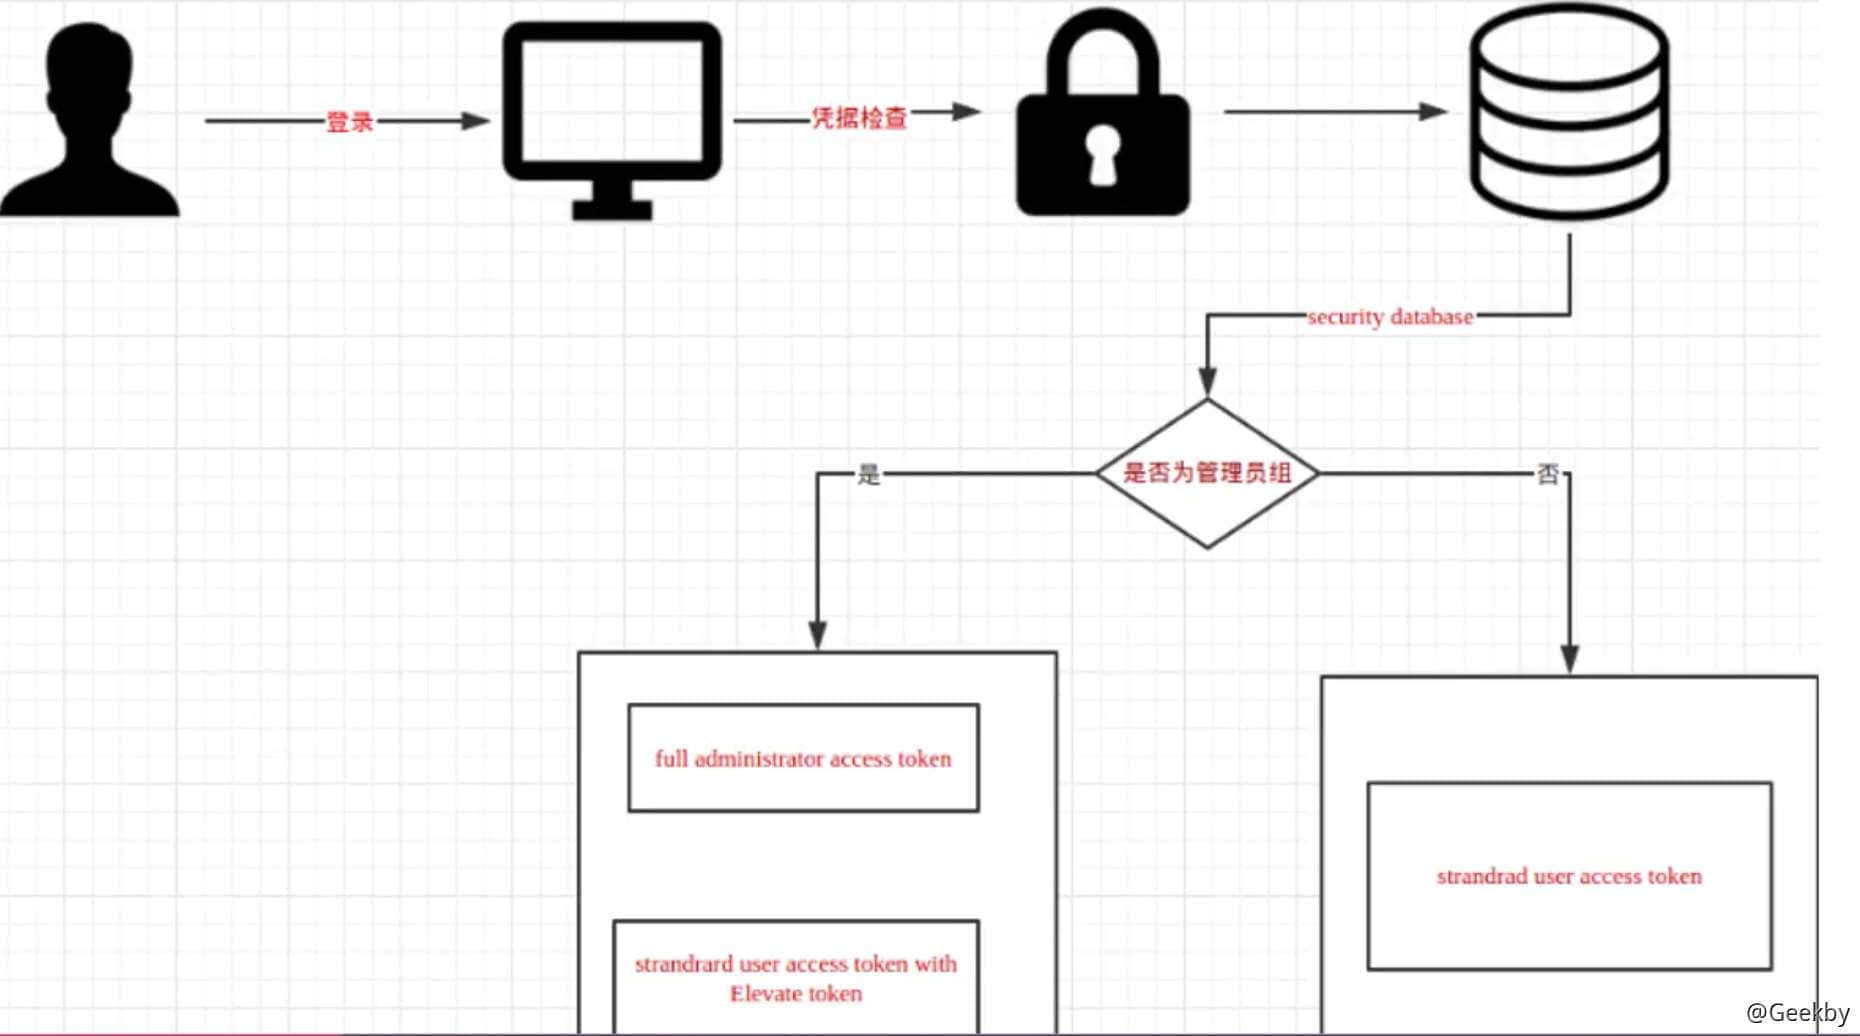 登录
凭据检查
security database
是否为管理员组
是
否
full administrator access token
strandrad user access token
strandrard user access token with
Elevate token
@Geekby